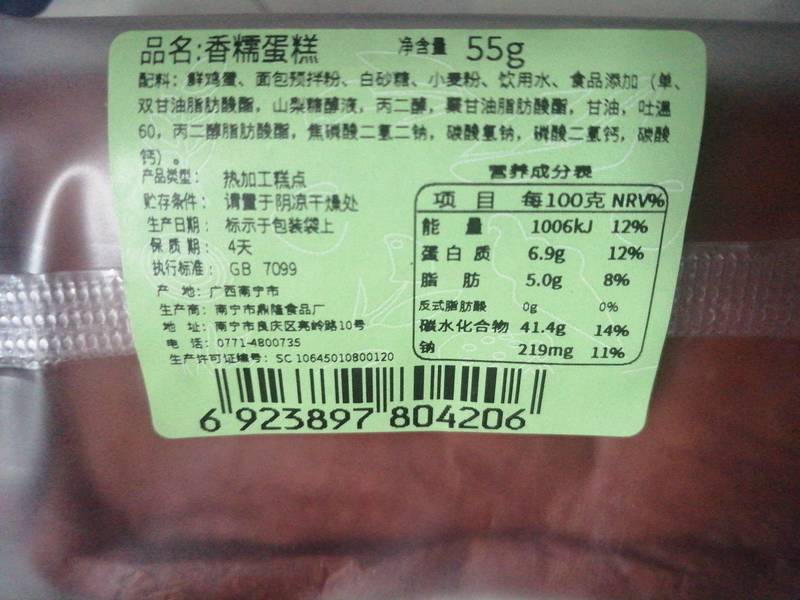 品名:香糯蛋糕 净含量 55g
配料：鲜鸡蛋、面包预拌粉、白砂糖、小麦粉、饮用水、食品添加（单、
双甘油脂肪酸酯，山梨糖醇液，丙二醇，聚甘油脂肪酸酯，甘油，吐温
60，丙二醇脂肪酸酯，焦磷酸二氢二钠，碳酸氢钠，磷酸二氢钙，碳酸
钙）。
产品类型： 热加工糕点
贮存条件： 请置于阴凉干燥处
生产日期： 标示于包装袋上
保质期： 4天
执行标准： GB 7099
产 地：广西南宁市
生产商：南宁市鼎隆食品厂
地 址：南宁市良庆区亮岭路10号
电 话：0771-4800735
生产许可证编号：SC 10645010800120
营养成分表
项 目 每100克 NRV%
能 量 1006kJ 12%
蛋白质 6.9g 12%
脂 肪 5.0g 8%
反式脂肪酸 0g 0%
碳水化合物 41.4g 14%
钠 219mg 11%
6 923897 804206